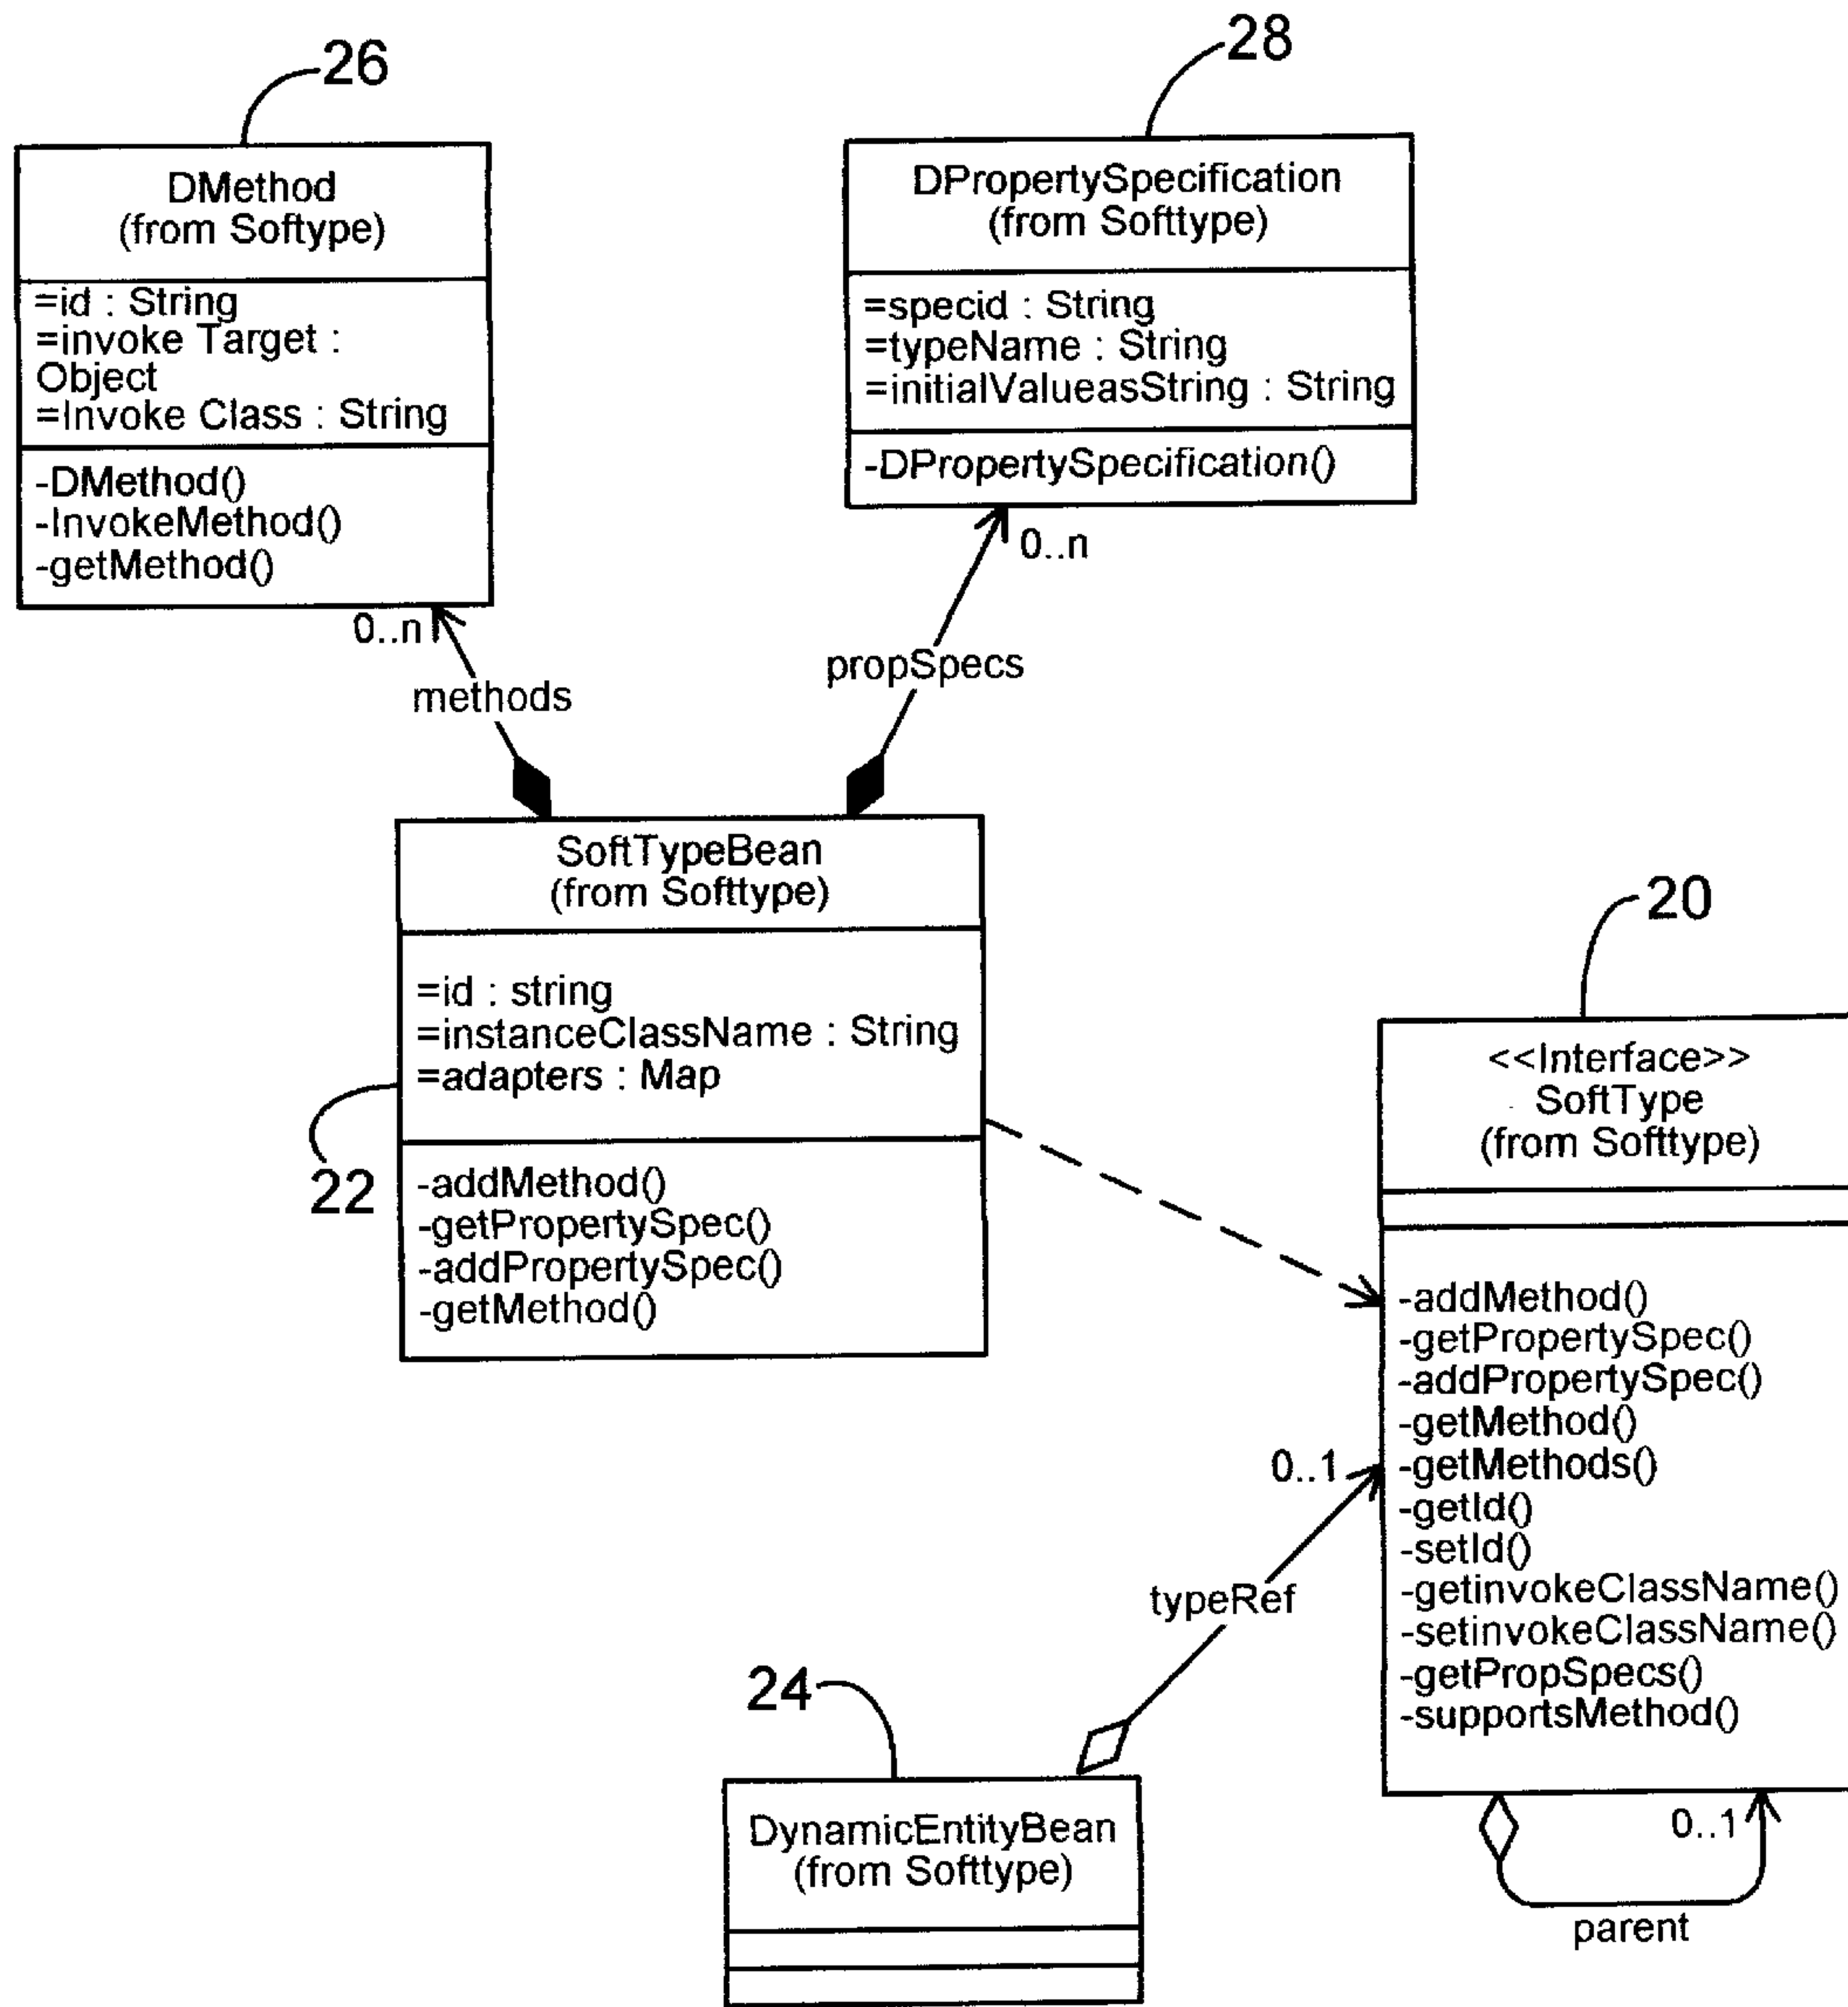 26
DMethod
(from Softype)
=id : String
=invoke Target :
Object
=Invoke Class : String
-DMethod()
-InvokeMethod()
-getMethod()
0..n
methods
28
DPropertySpecification
(from Softtype)
=specid : String
=typeName : String
=initialValueasString : String
-DPropertySpecification()
0..n
propSpecs
SoftTypeBean
(from Softtype)
=id : string
=instanceClassName : String
=adapters : Map
-addMethod()
-getPropertySpec()
-addPropertySpec()
-getMethod()
22
20
<<Interface>>
SoftType
(from Softtype)
-addMethod()
-getPropertySpec()
-addPropertySpec()
-getMethod()
-getMethods()
-getId()
-setId()
-getinvokeClassName()
-setinvokeClassName()
-getPropSpecs()
-supportsMethod()
0..1
typeRef
24
DynamicEntityBean
(from Softtype)
0..1
parent